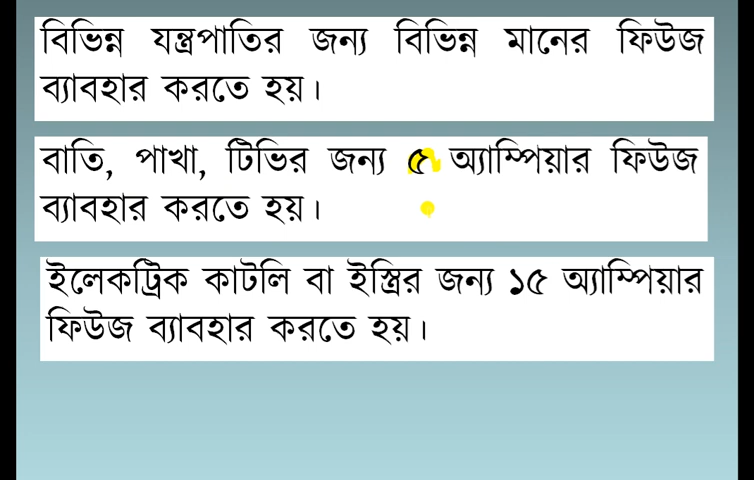 বিভিন্ন যন্ত্রপাতির জন্য বিভিন্ন মানের ফিউজ
ব্যাবহার করতে হয়।
বাতি, পাখা, টিভির জন্য ৫ অ্যাম্পিয়ার ফিউজ
ব্যাবহার করতে হয়।
ইলেকট্রিক কাটলি বা ইস্ত্রির জন্য ১৫ অ্যাম্পিয়ার
ফিউজ ব্যাবহার করতে হয়।